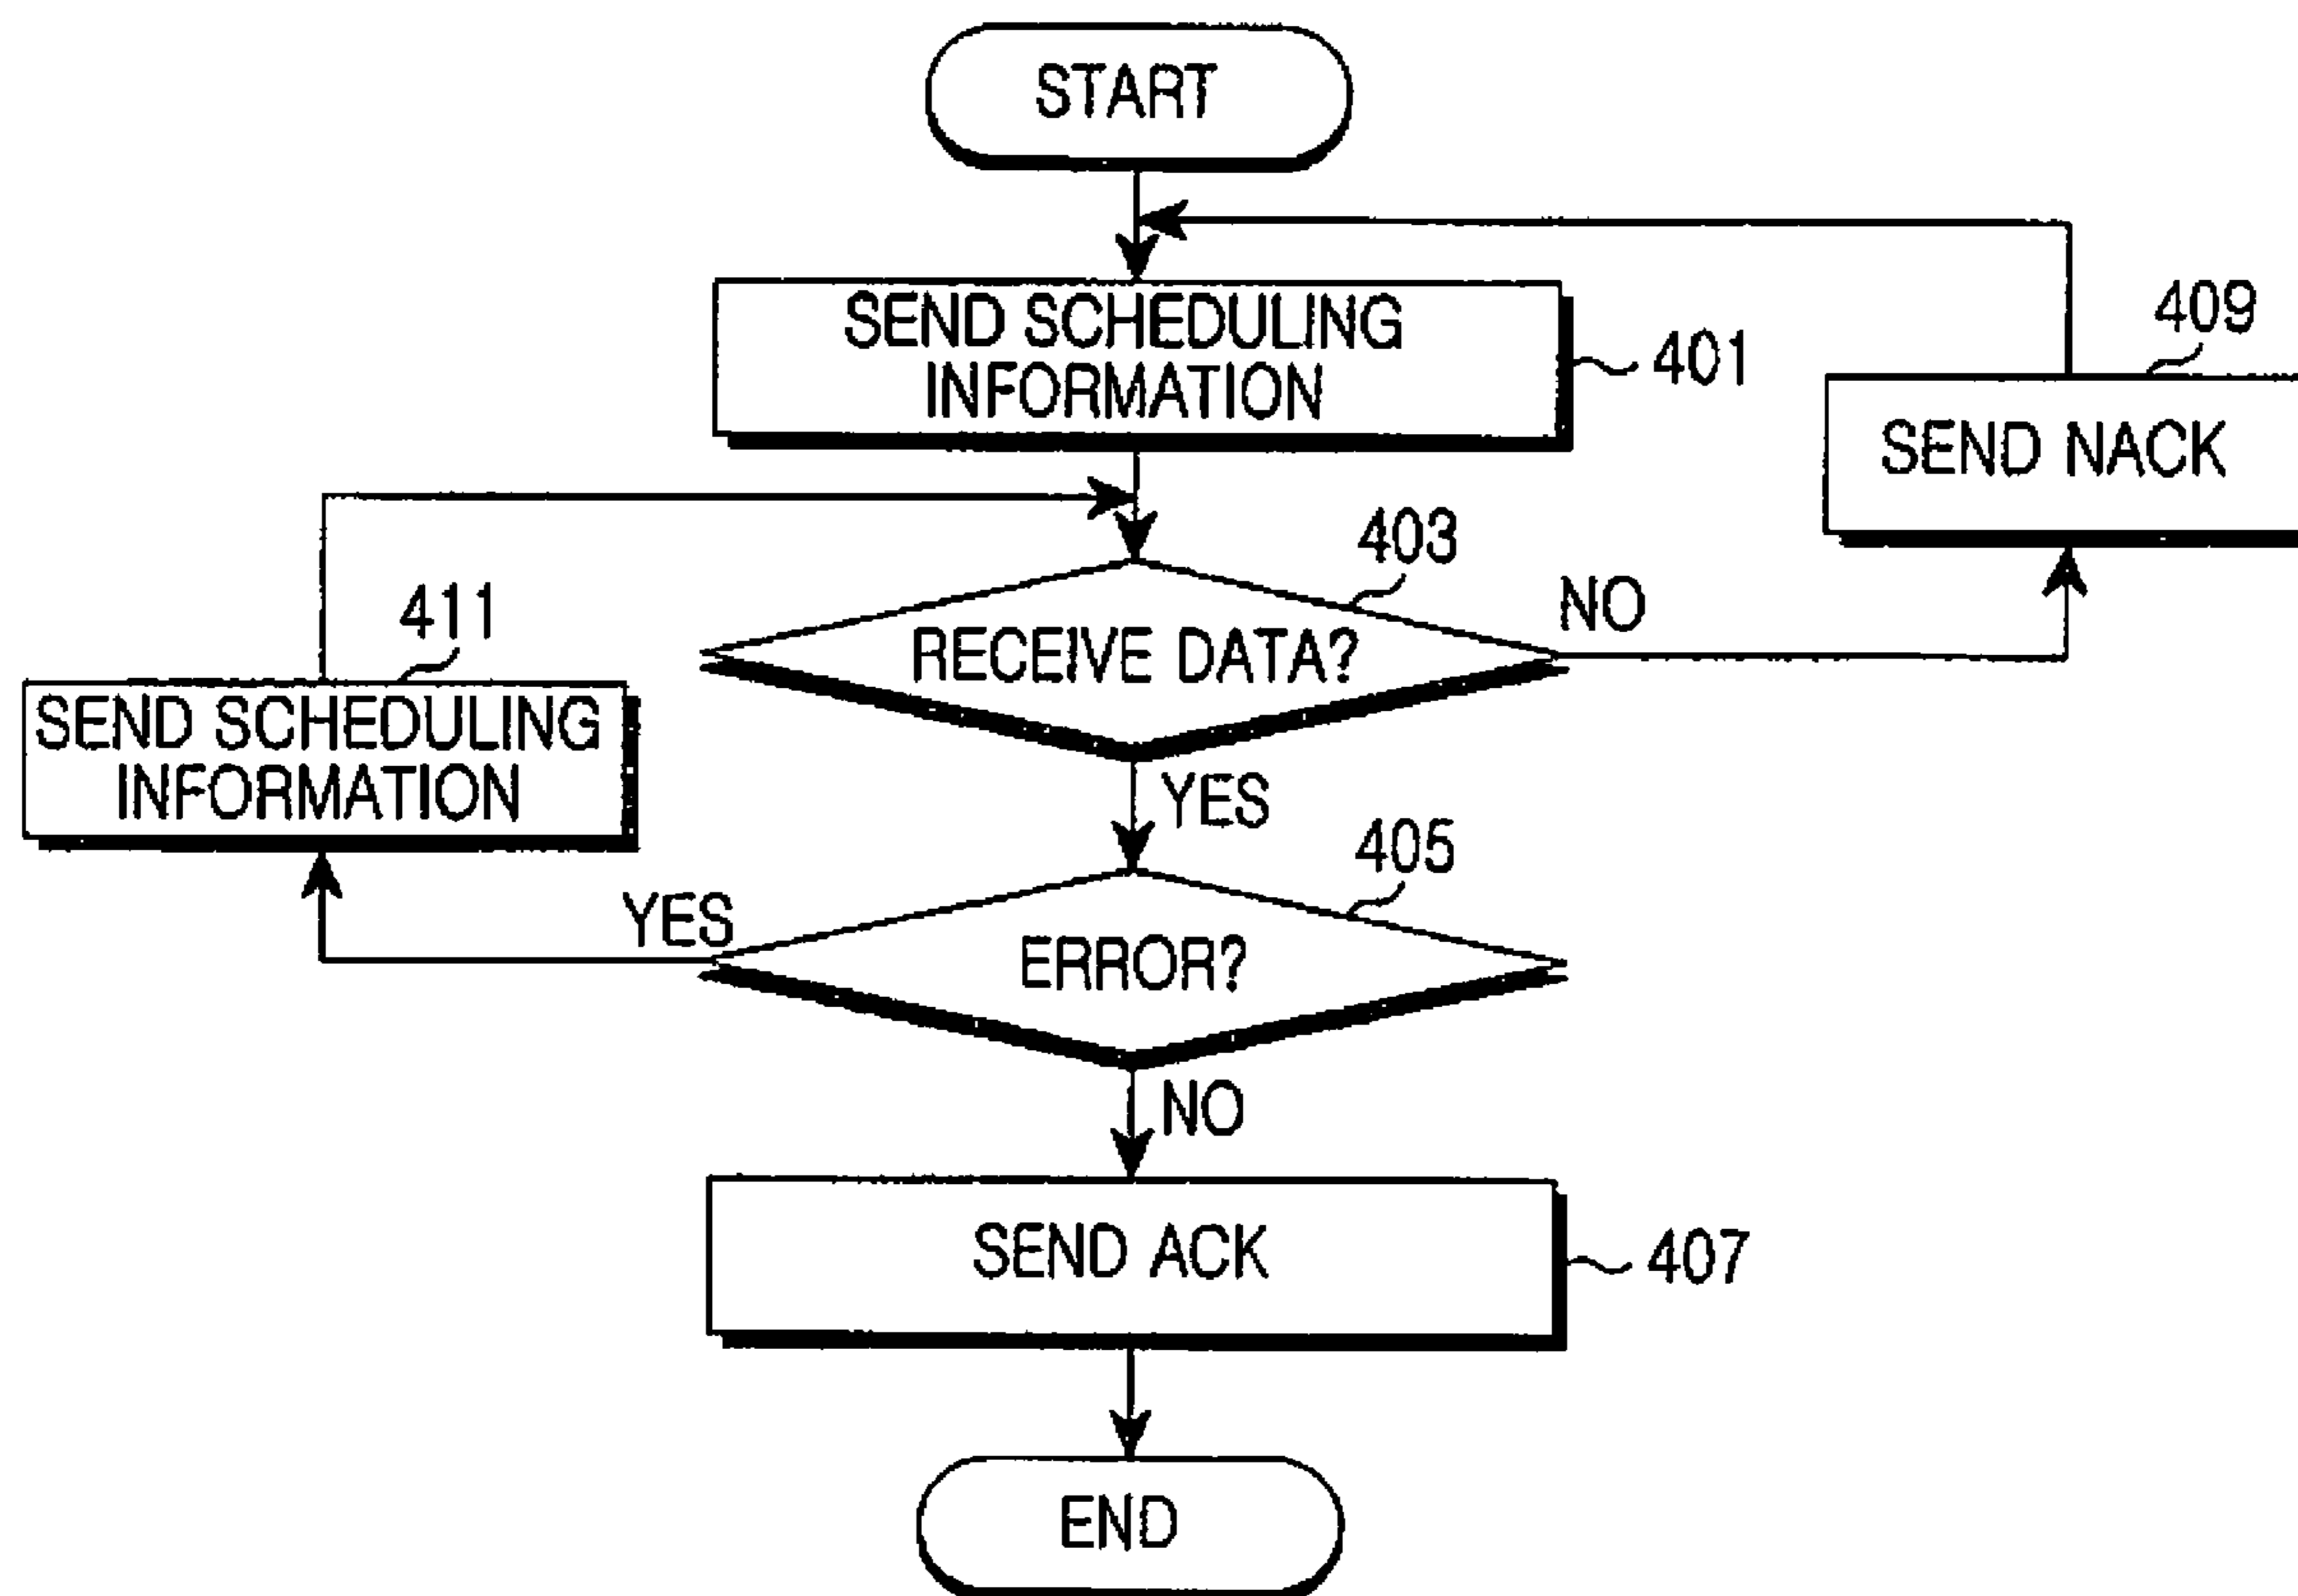 START
SEND SCHEDULING
INFORMATION
401
409
SEND NACK
403
RECEIVE DATA?
NO
411
SEND SCHEDULING
INFORMATION
YES
405
YES
ERROR?
NO
SEND ACK
407
END